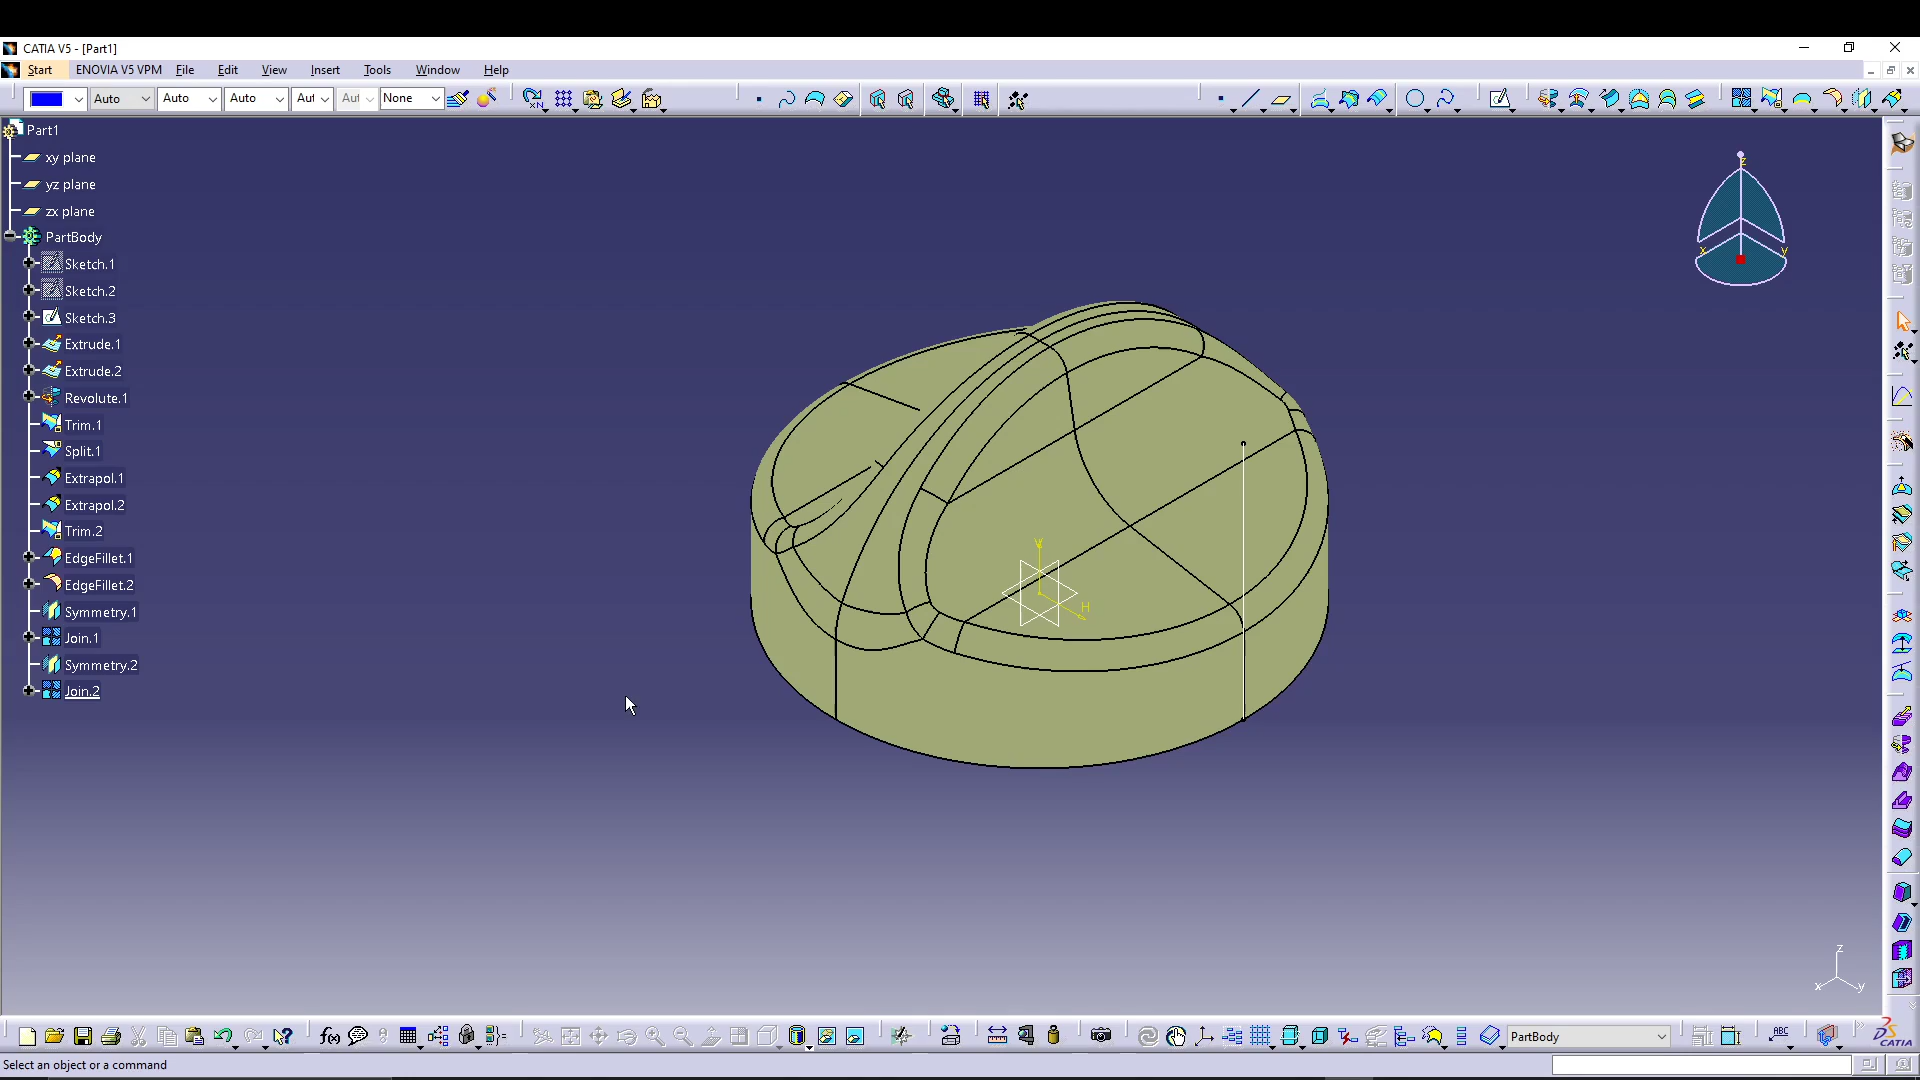 CATIA V5 - [Part1]
Start ENOVIA V5 VPM File Edit View Insert Tools Window Help
Auto Auto Auto Aut Aut None
Part1
xy plane
yz plane
zx plane
PartBody
Sketch.1
Sketch.2
Sketch.3
Extrude.1
Extrude.2
Revolute.1
Trim.1
Split.1
Extrapol.1
Extrapol.2
Trim.2
EdgeFillet.1
EdgeFillet.2
Symmetry.1
Join.1
Symmetry.2
Join.2
z
x y
V
H
z
x y
f(x) PartBody ABC
CATIA
Select an object or a command